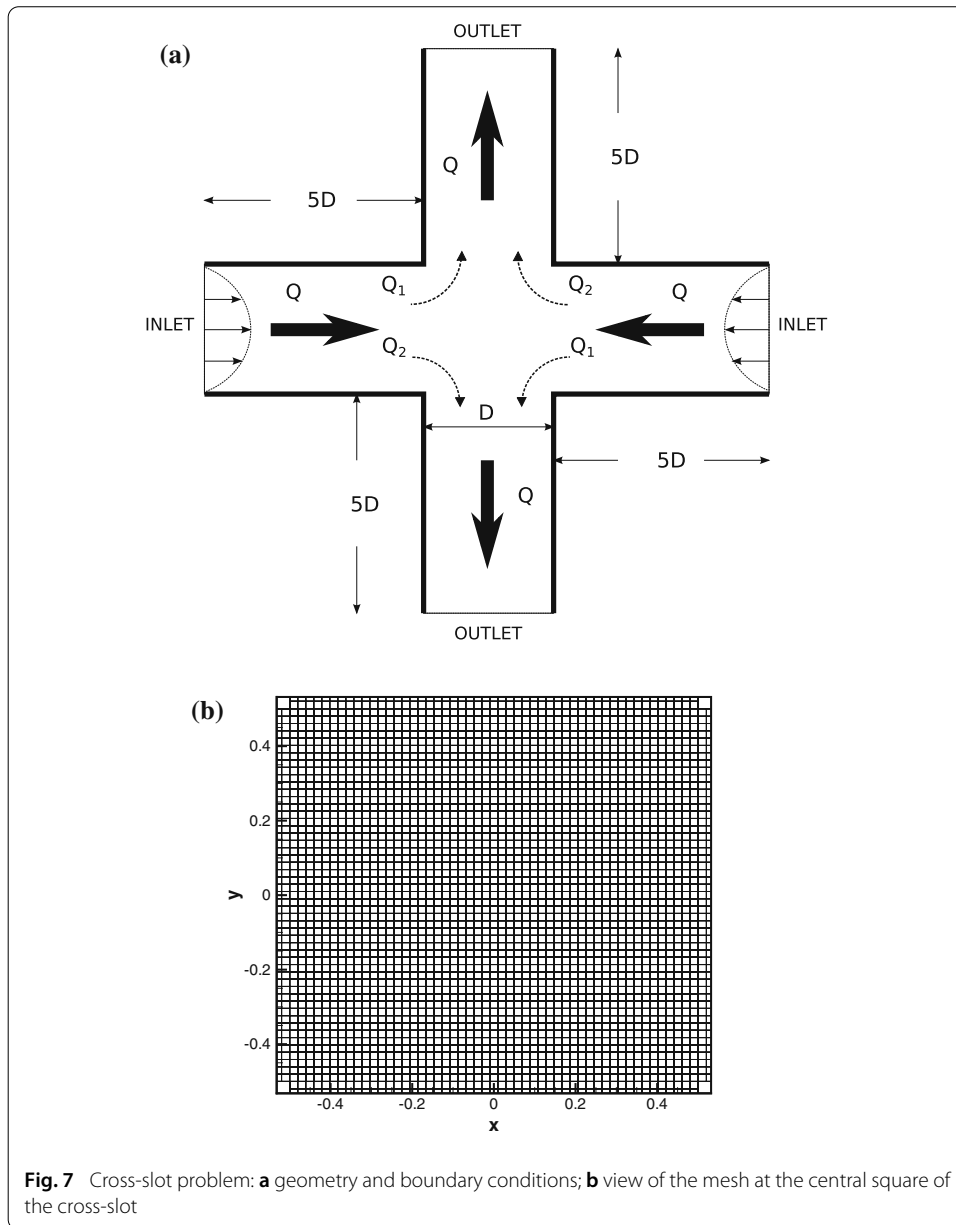 (a)
OUTLET
Q
5D
5D
Q
Q₁
Q₂
Q
INLET
INLET
Q₂
Q₁
D
5D
Q
5D
OUTLET
(b)
0.4
0.2
0
-0.2
-0.4
y
-0.4 -0.2 0 0.2 0.4
x
Fig. 7 Cross-slot problem: a geometry and boundary conditions; b view of the mesh at the central square of
the cross-slot